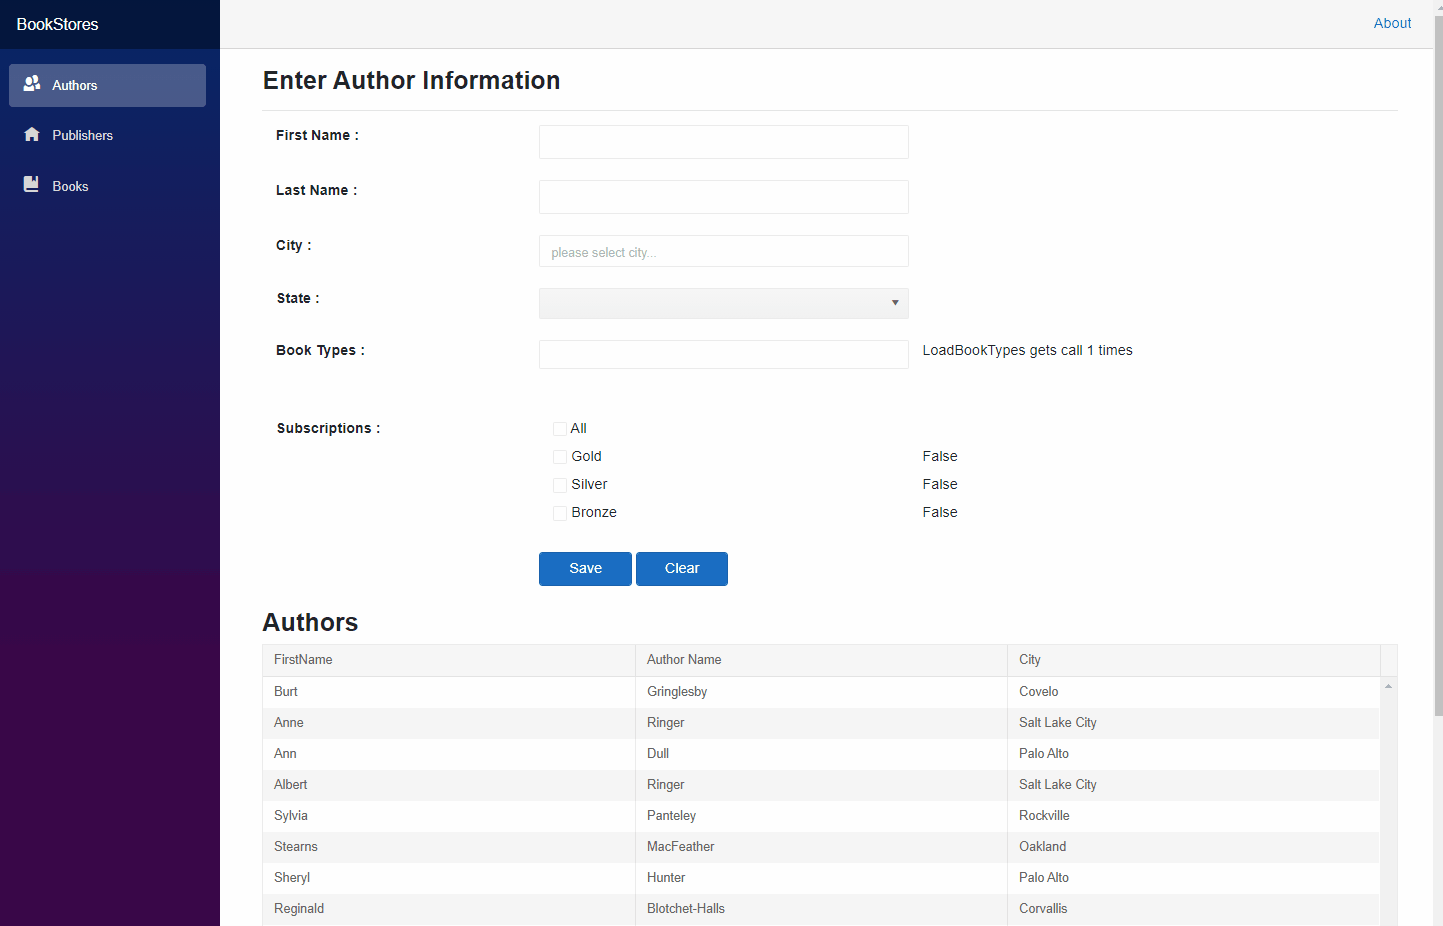 BookStores
About
Authors
Publishers
Books
Enter Author Information
First Name :
Last Name :
City :
please select city...
State :
Book Types :
LoadBookTypes gets call 1 times
Subscriptions :
All
Gold False
Silver False
Bronze False
Save Clear
Authors
FirstName Author Name City
Burt Gringlesby Covelo
Anne Ringer Salt Lake City
Ann Dull Palo Alto
Albert Ringer Salt Lake City
Sylvia Panteley Rockville
Stearns MacFeather Oakland
Sheryl Hunter Palo Alto
Reginald Blotchet-Halls Corvallis